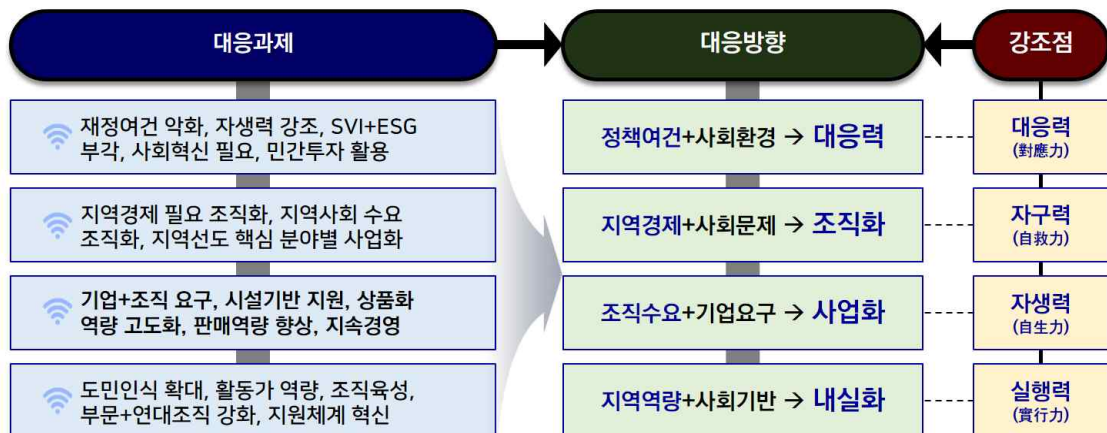 대응과제
대응방향
강조점
재정여건 악화, 자생력 강조, SVI+ESG
부각, 사회혁신 필요, 민간투자 활용
정책여건+사회환경 → 대응력
대응력
(對應力)
지역경제 필요 조직화, 지역사회 수요
조직화, 지역선도 핵심 분야별 사업화
지역경제+사회문제 → 조직화
자구력
(自救力)
기업+조직 요구, 시설기반 지원, 상품화
역량 고도화, 판매역량 향상, 지속경영
조직수요+기업요구 → 사업화
자생력
(自生力)
도민인식 확대, 활동가 역량, 조직육성,
부문+연대조직 강화, 지원체계 혁신
지역역량+사회기반 → 내실화
실행력
(實行力)